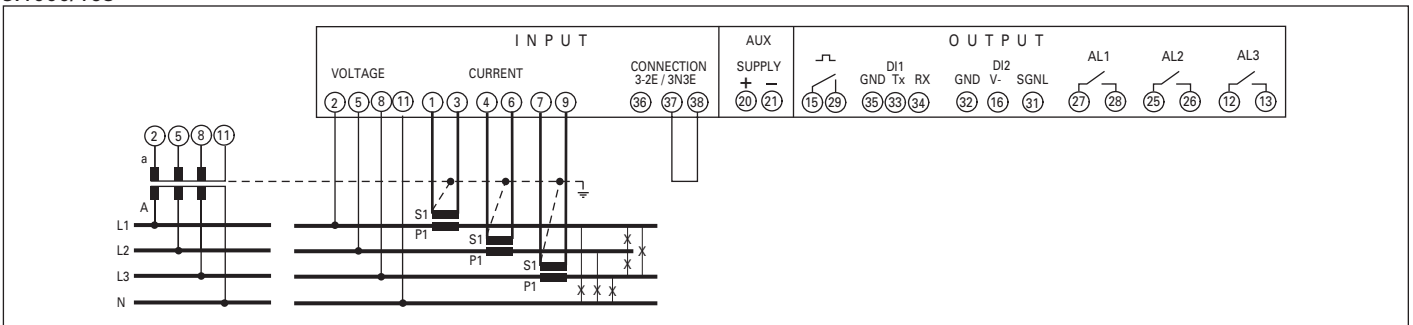 INPUT AUX OUTPUT
VOLTAGE CURRENT CONNECTION SUPPLY DI1 DI2 AL1 AL2 AL3
3-2E / 3N3E + − GND Tx RX GND V- SGNL
2 5 8 11 1 3 4 6 7 9 36 37 38 20 21 15 29 35 33 34 32 16 31 27 28 25 26 12 13
2 5 8 11
a
A
S1
L1
P1
S1
L2
P1
S1
L3
P1
N
X
X
X
X X X